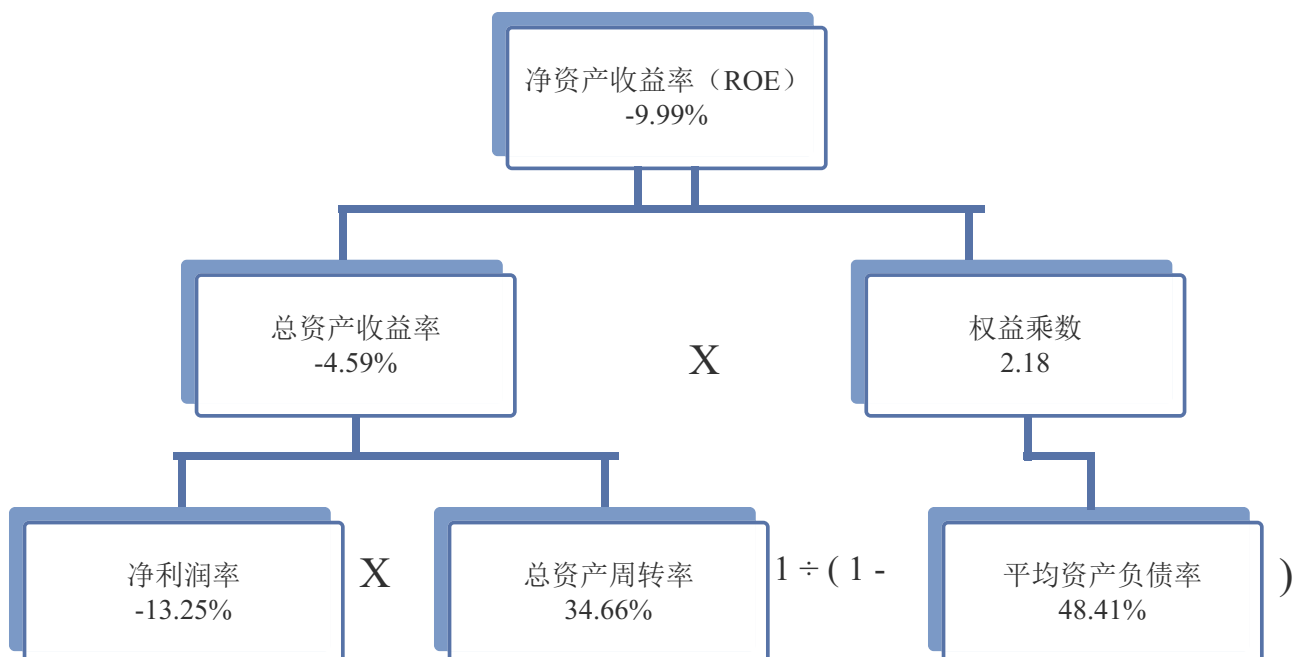 净资产收益率（ROE）
-9.99%
总资产收益率
-4.59%
X
权益乘数
2.18
净利润率
-13.25%
X
总资产周转率
34.66%
1 ÷ ( 1 -
平均资产负债率
48.41%
)